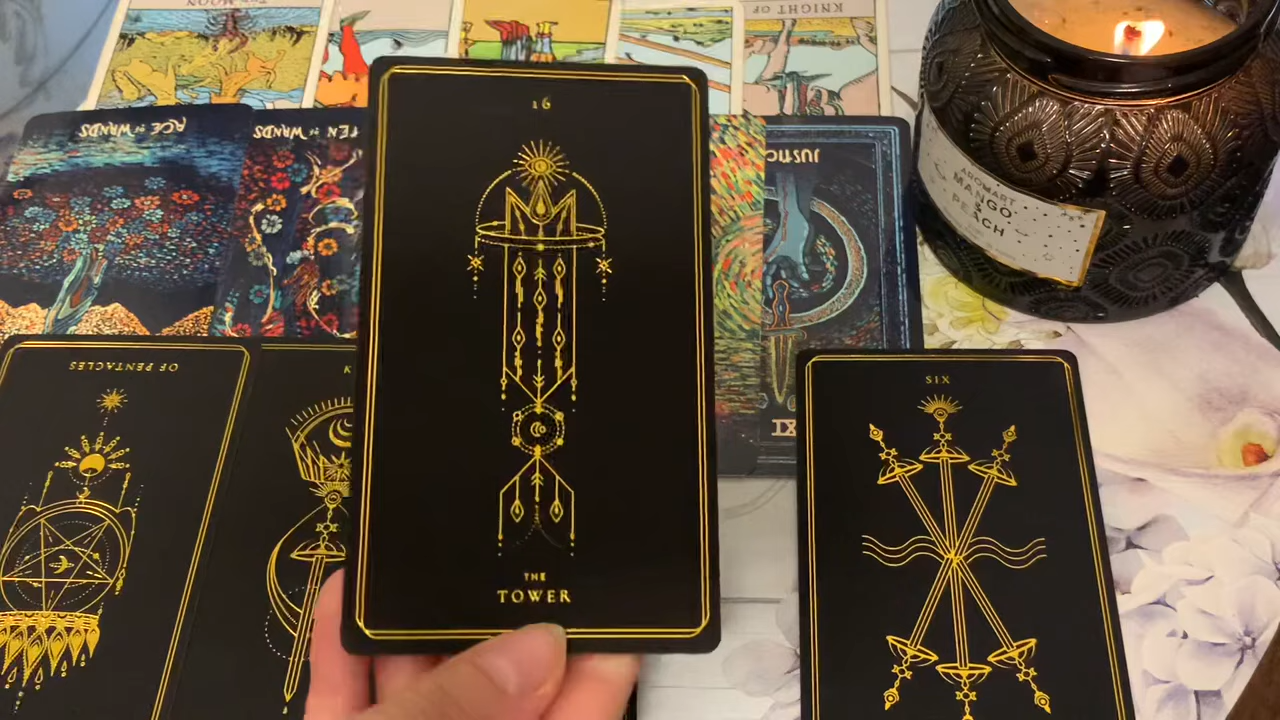 THE MOON
KNIGHT OF
ACE OF WANDS
TEN OF WANDS
JUSTICE
XI
16
THE
TOWER
OF PENTACLES
K
SIX
AROMART
MANGO
&
PEACH